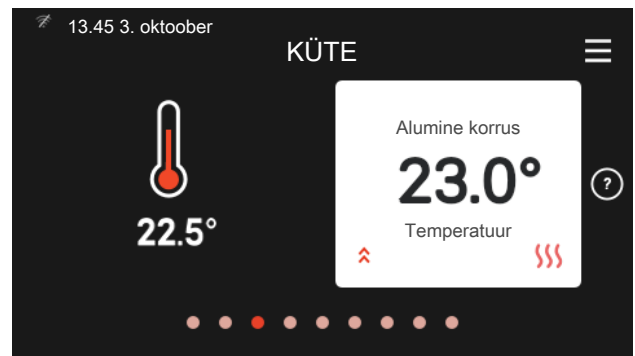 13.45 3. oktoober
KÜTE
Alumine korrus
23.0°
Temperatuur
22.5°
?